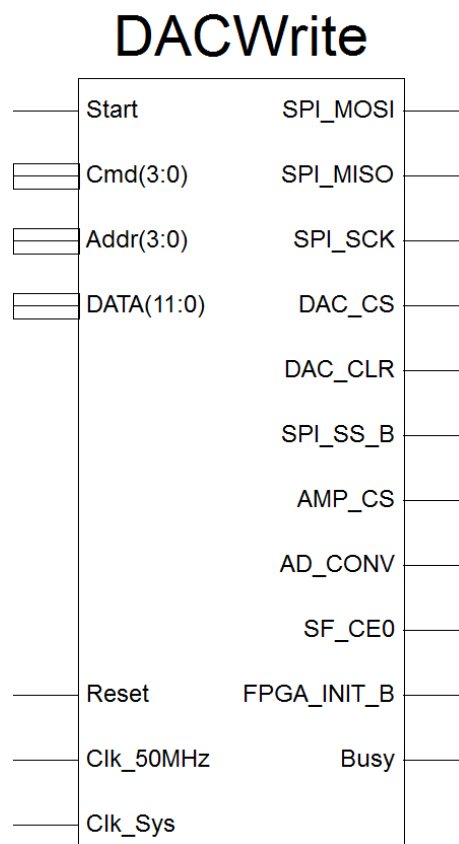 DACWrite
Start SPI_MOSI
Cmd(3:0) SPI_MISO
Addr(3:0) SPI_SCK
DATA(11:0) DAC_CS
DAC_CLR
SPI_SS_B
AMP_CS
AD_CONV
SF_CE0
Reset FPGA_INIT_B
Clk_50MHz Busy
Clk_Sys